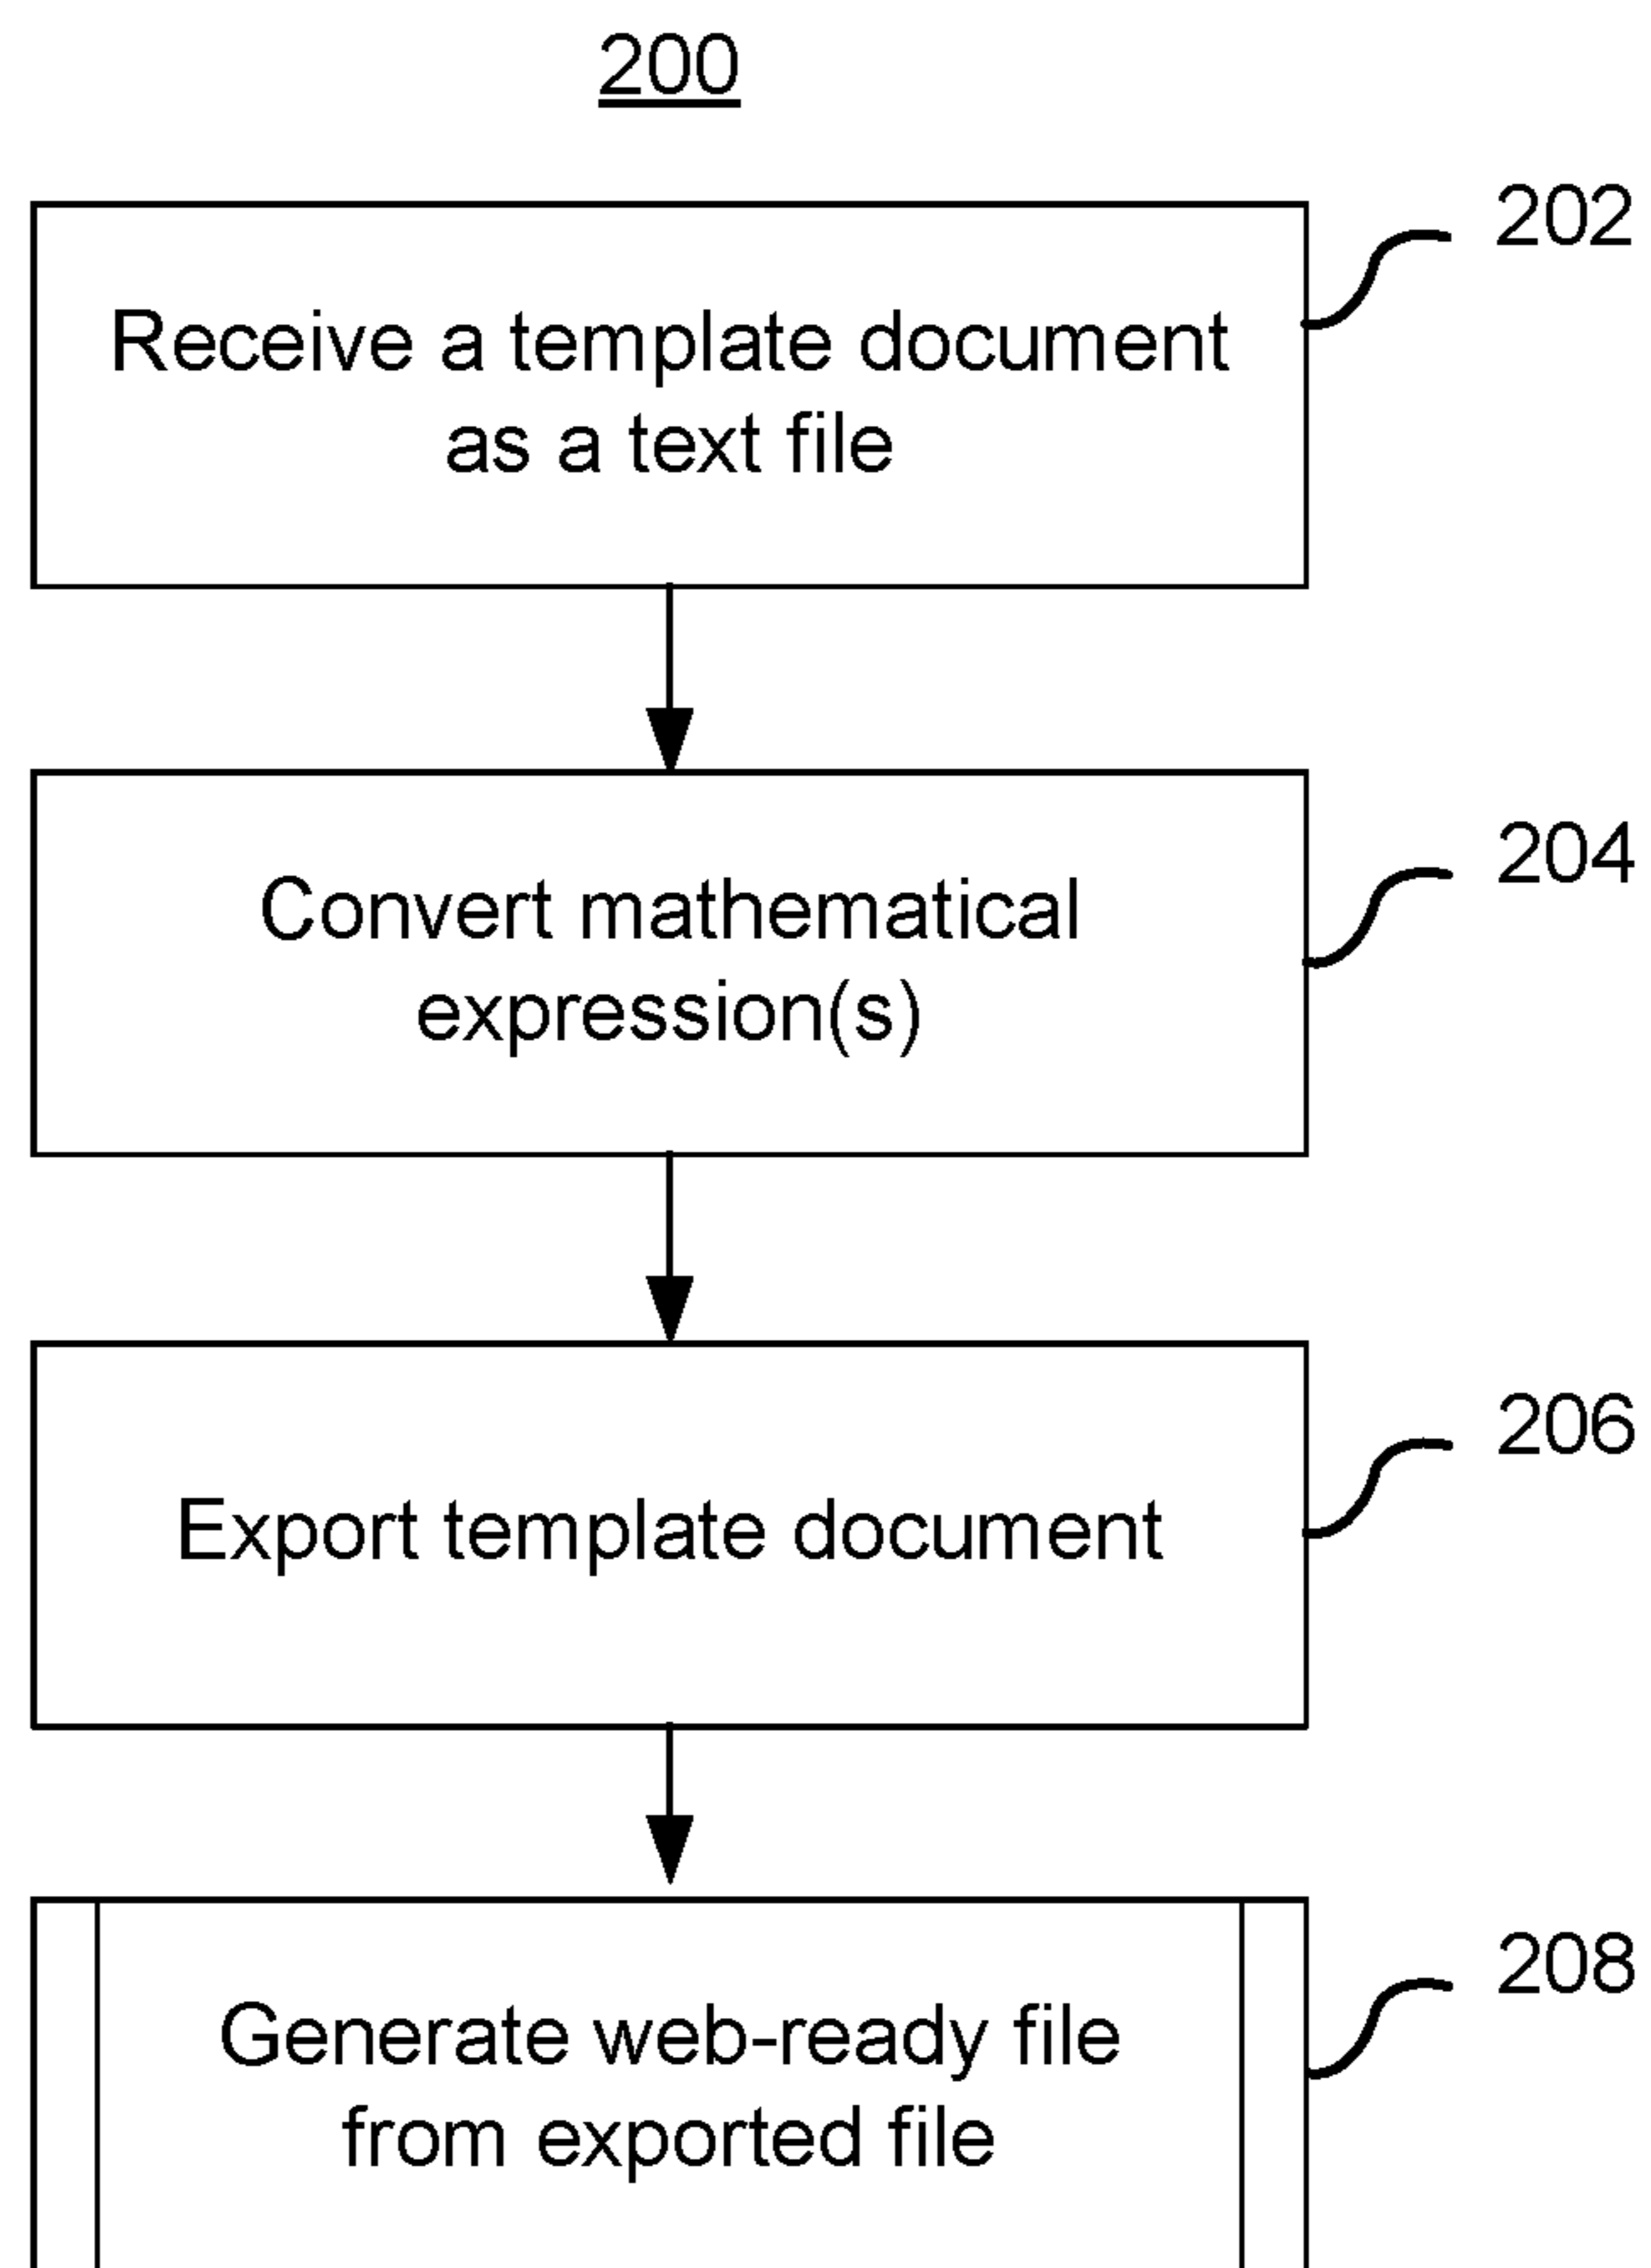 200
202
Receive a template document
as a text file
204
Convert mathematical
expression(s)
206
Export template document
208
Generate web-ready file
from exported file